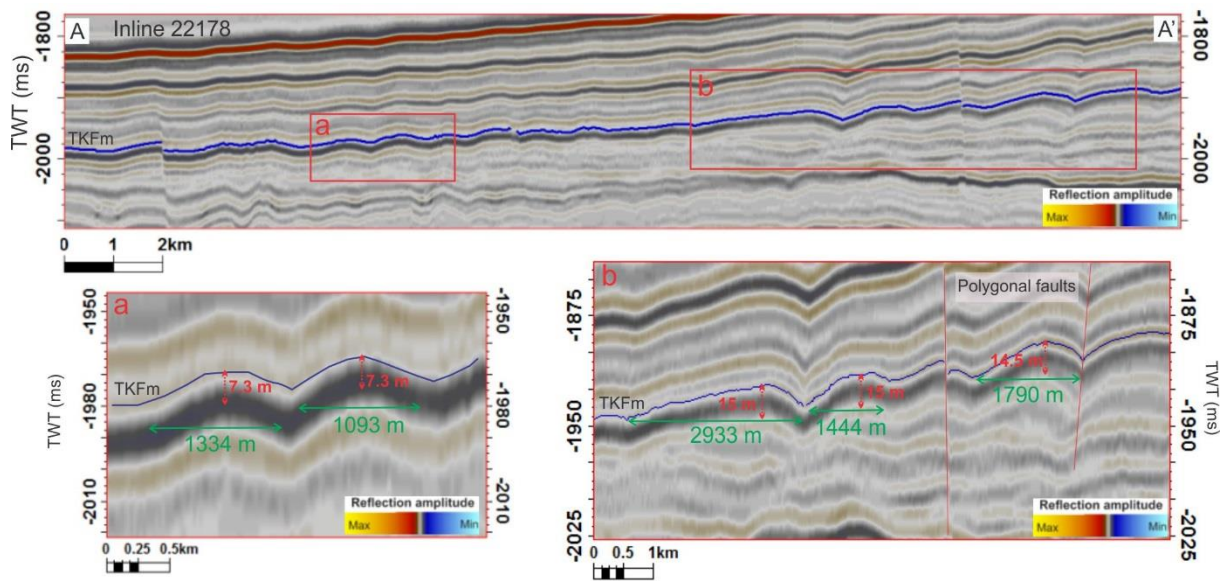 A Inline 22178 A'
-1800
-2000
TWT (ms)
TKFm
a
b
-1800
-2000
Reflection amplitude
Max Min
0 1 2km
a
-1950
-1980
-2010
TWT (ms)
TKFm
7.3 m
7.3 m
1334 m
1093 m
-1950
-1980
-2010
Reflection amplitude
Max Min
0 0.25 0.5km
b
-1875
-1950
-2025
TKFm
Polygonal faults
15 m
15 m
14.5 m
2933 m
1444 m
1790 m
-1875
-1950
-2025
TWT (ms)
Reflection amplitude
Max Min
0 0.5 1km